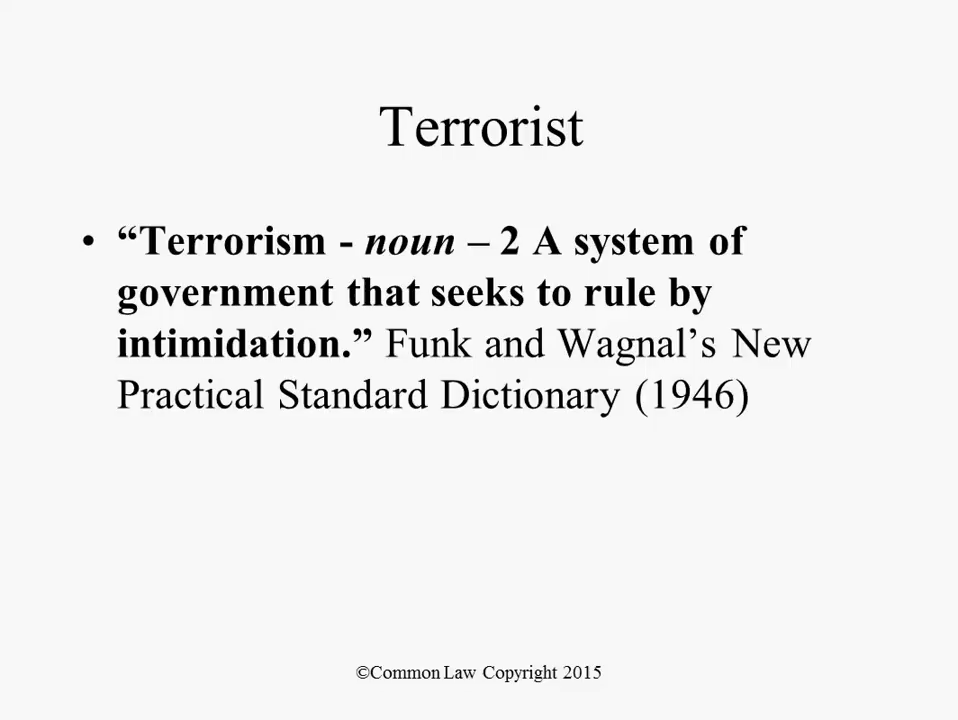 Terrorist
• “Terrorism - noun – 2 A system of
government that seeks to rule by
intimidation.” Funk and Wagnal’s New
Practical Standard Dictionary (1946)
©Common Law Copyright 2015